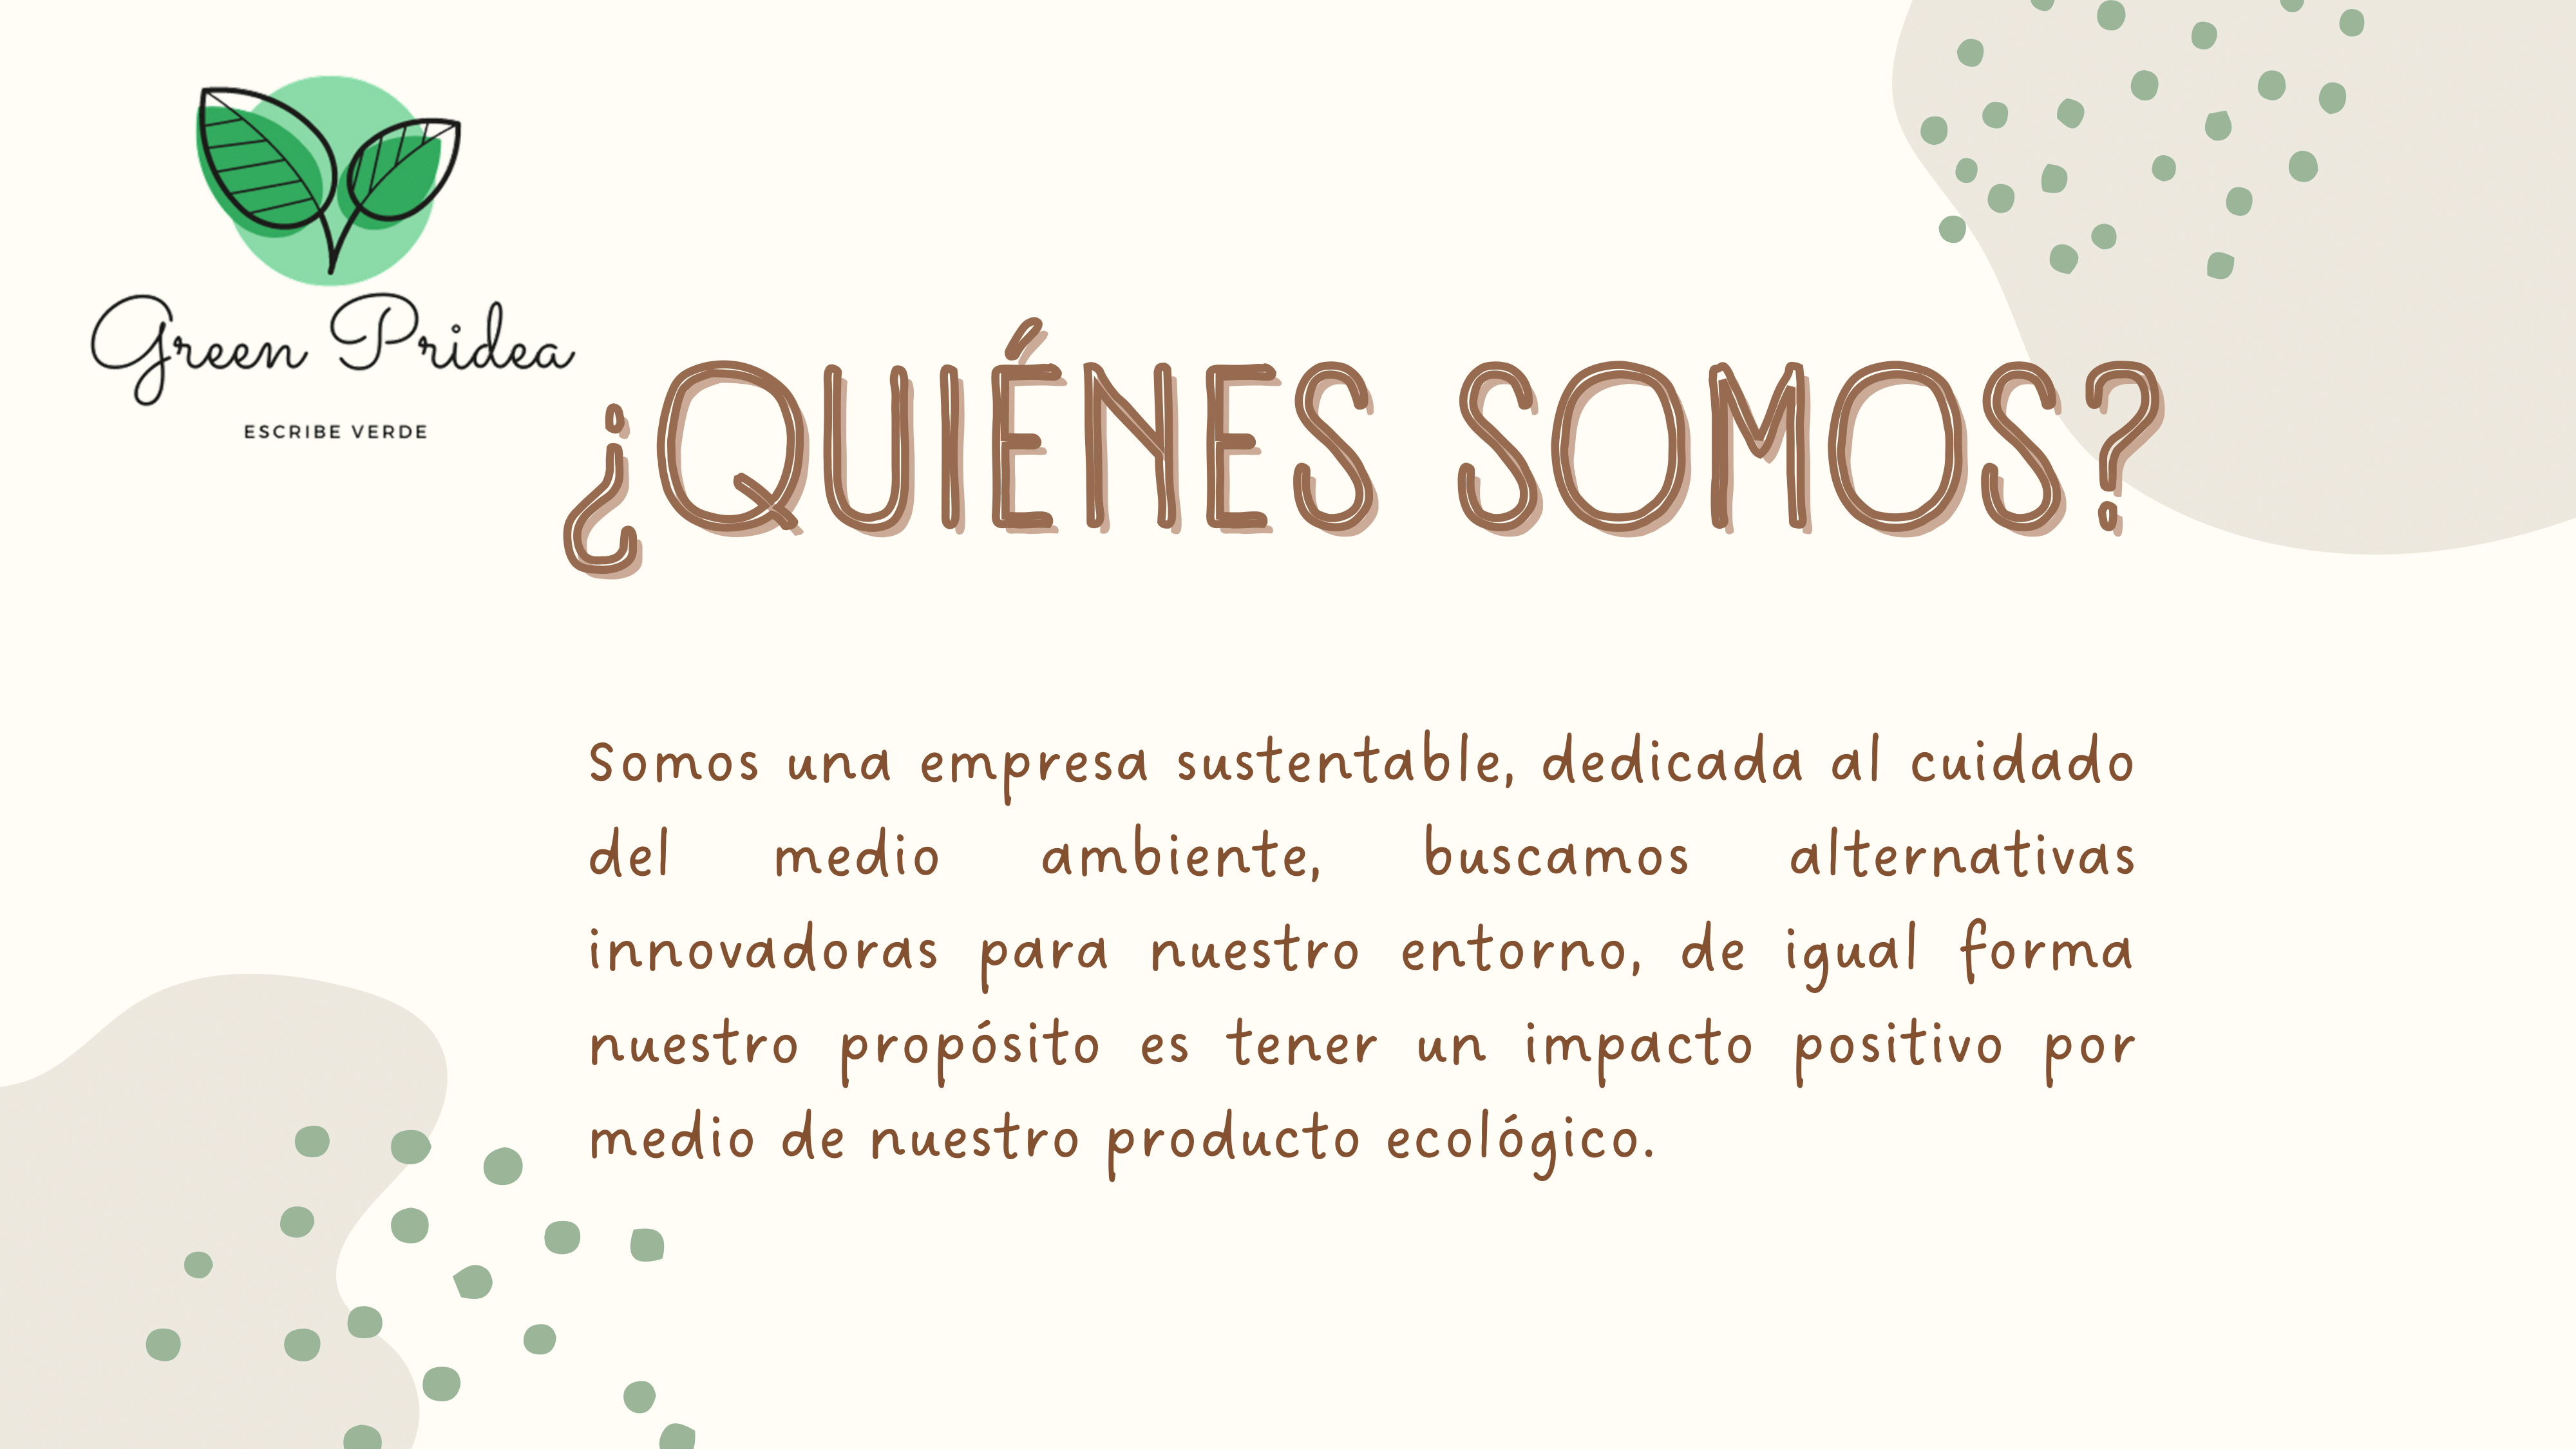 Green Pridea
ESCRIBE VERDE
¿QUIÉNES SOMOS?
Somos una empresa sustentable, dedicada al cuidado
del medio ambiente, buscamos alternativas
innovadoras para nuestro entorno, de igual forma
nuestro propósito es tener un impacto positivo por
medio de nuestro producto ecológico.